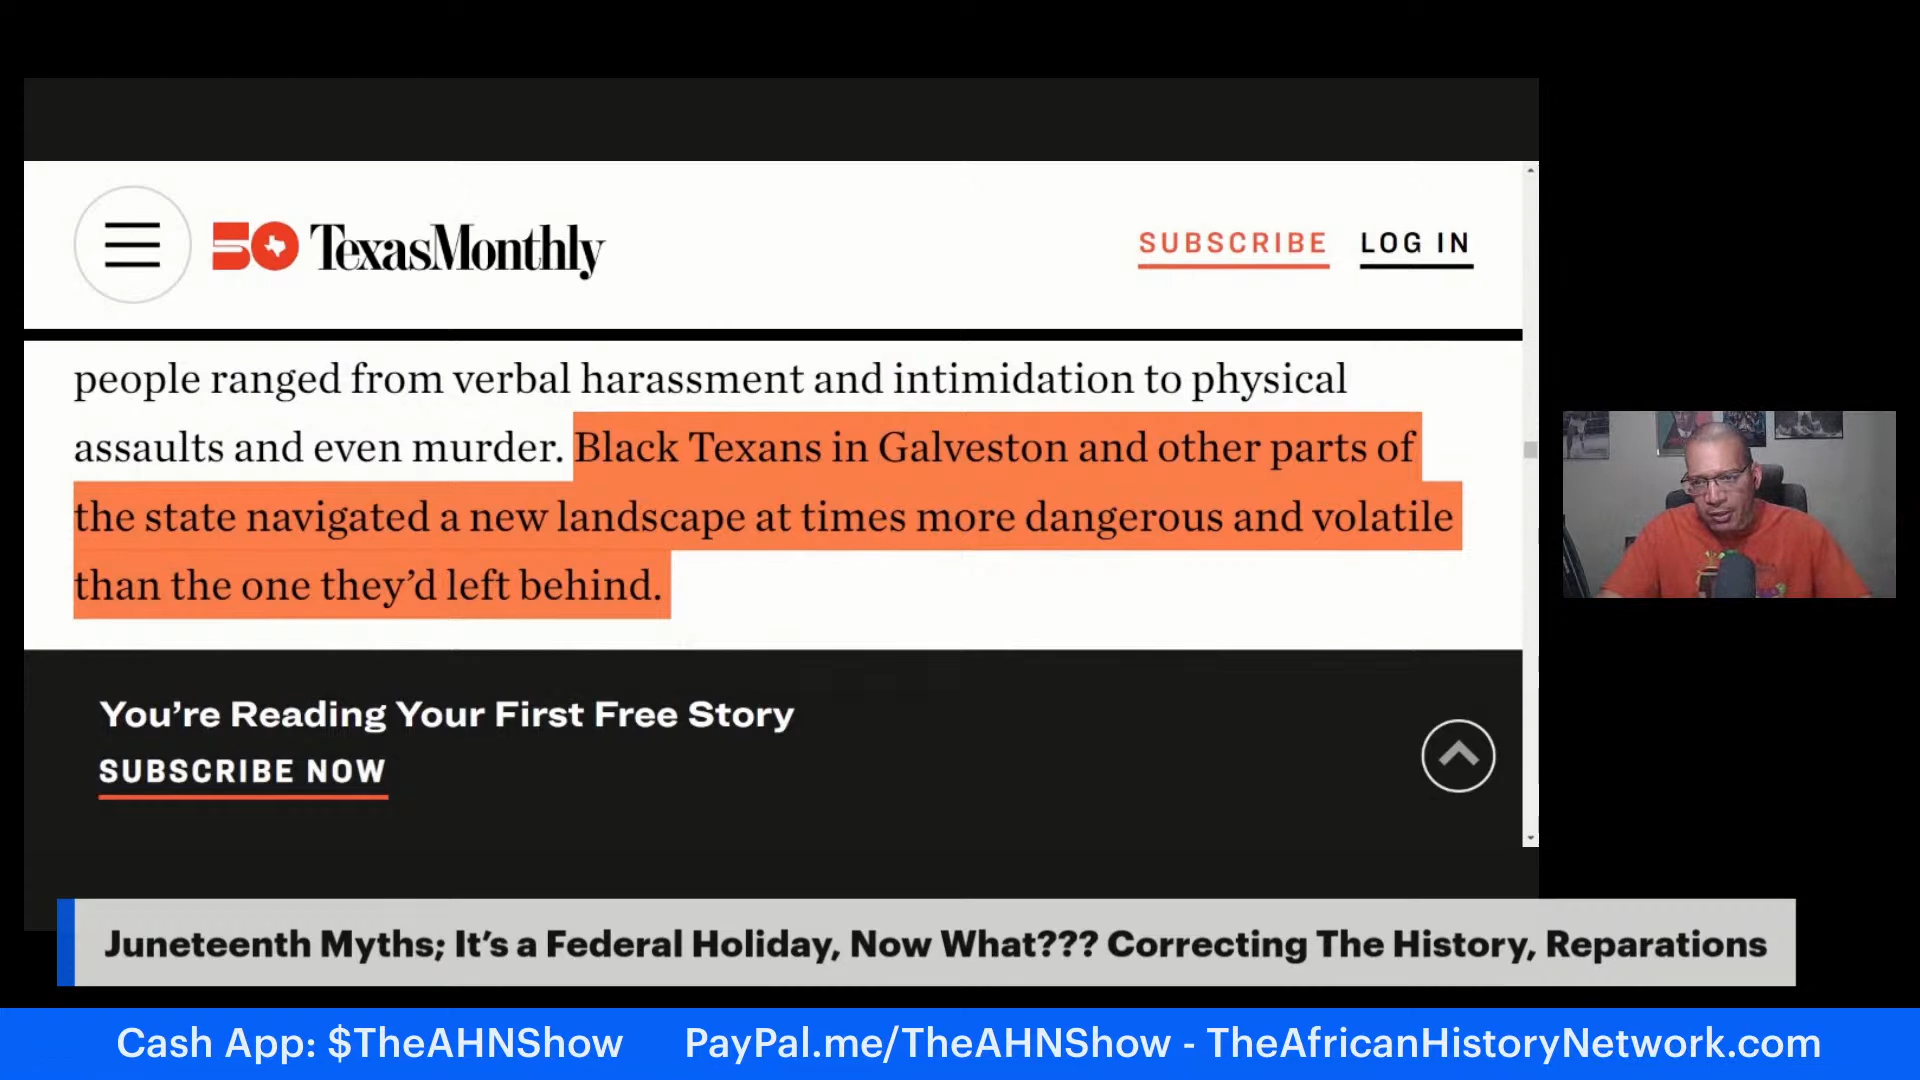 50 TexasMonthly
SUBSCRIBE LOG IN
people ranged from verbal harassment and intimidation to physical
assaults and even murder. Black Texans in Galveston and other parts of
the state navigated a new landscape at times more dangerous and volatile
than the one they’d left behind.
You’re Reading Your First Free Story
SUBSCRIBE NOW
Juneteenth Myths; It’s a Federal Holiday, Now What??? Correcting The History, Reparations
Cash App: $TheAHNShow PayPal.me/TheAHNShow - TheAfricanHistoryNetwork.com